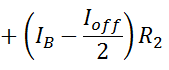 + (I_B − I_off/2) R_2